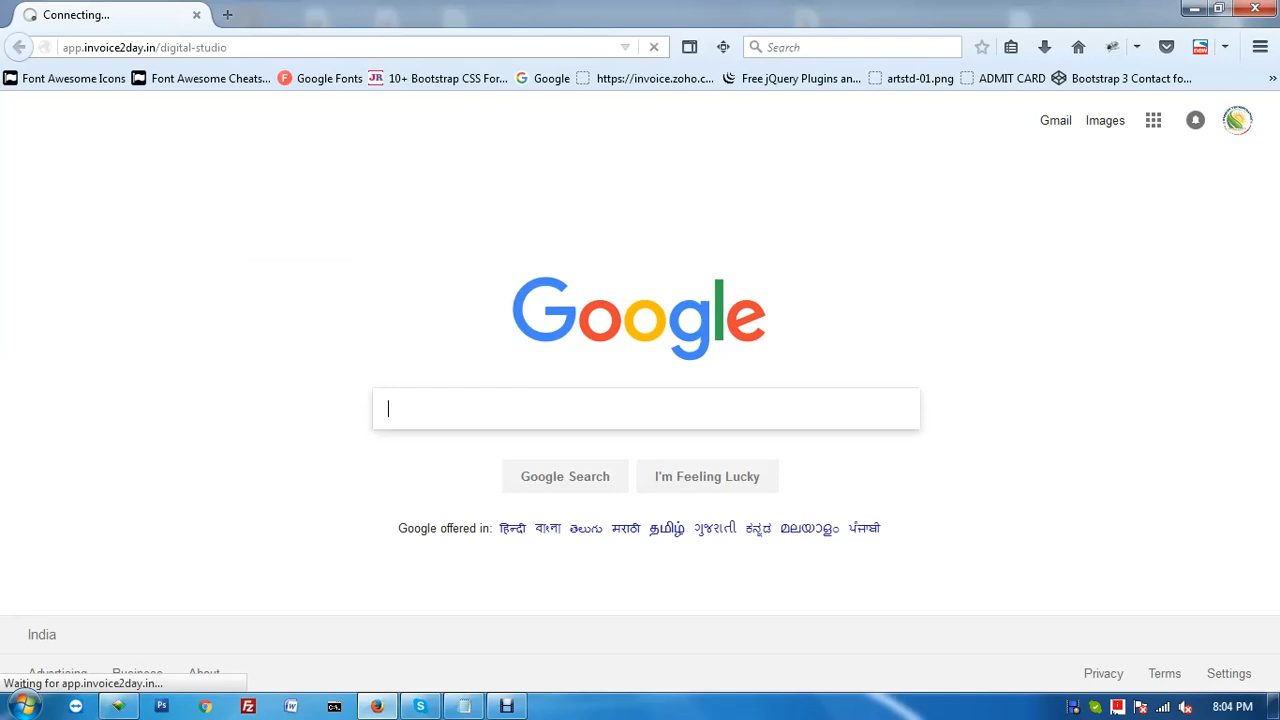 Connecting...
app.invoice2day.in/digital-studio
Search
Font Awesome Icons
Font Awesome Cheats...
Google Fonts
10+ Bootstrap CSS For...
Google
https://invoice.zoho.c...
Free jQuery Plugins an...
artstd-01.png
ADMIT CARD
Bootstrap 3 Contact fo...
Gmail Images
Google
Google Search
I'm Feeling Lucky
Google offered in: हिन्दी বাংলা తెలుగు मराठी தமிழ் ગુજરાતી ಕನ್ನಡ മലയാളം ਪੰਜਾਬੀ
India
Advertising Business About
Privacy Terms Settings
Waiting for app.invoice2day.in...
8:04 PM